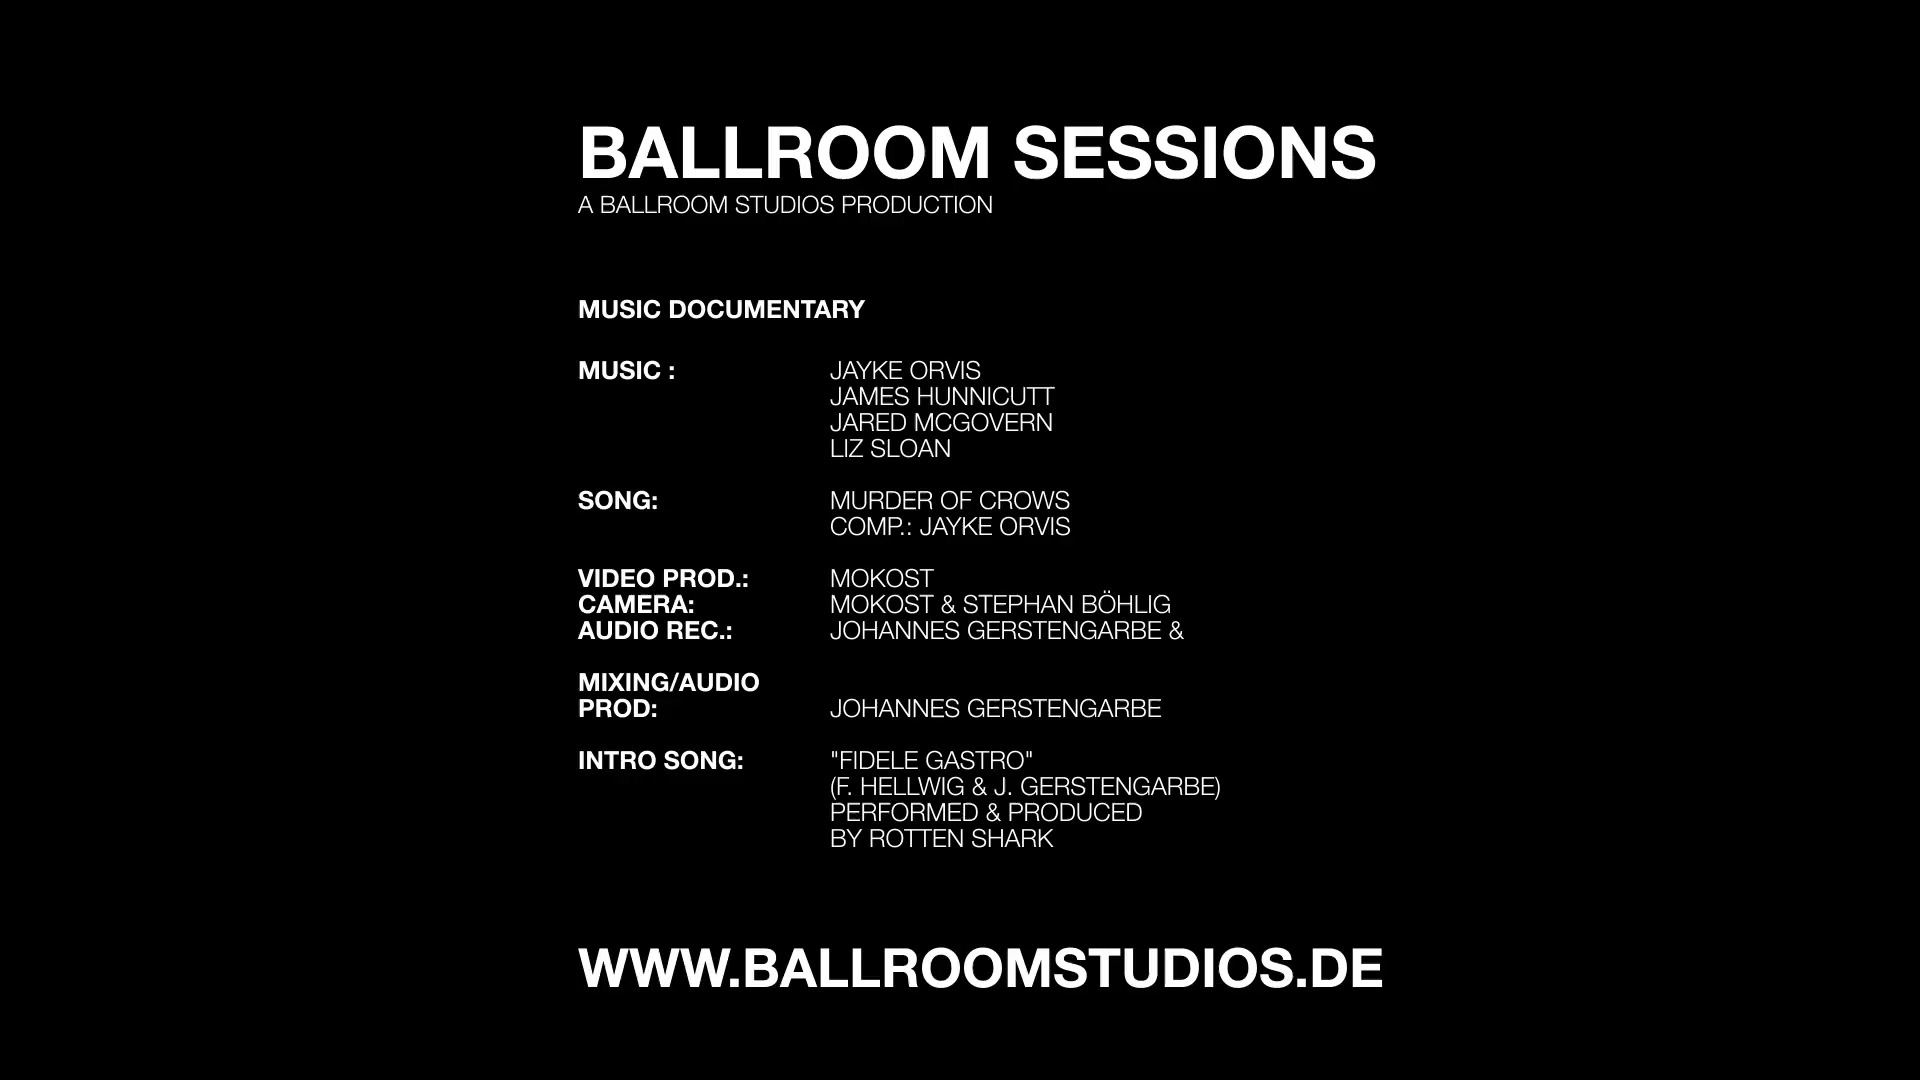 BALLROOM SESSIONS
A BALLROOM STUDIOS PRODUCTION
MUSIC DOCUMENTARY
MUSIC : JAYKE ORVIS
JAMES HUNNICUTT
JARED MCGOVERN
LIZ SLOAN
SONG: MURDER OF CROWS
COMP.: JAYKE ORVIS
VIDEO PROD.: MOKOST
CAMERA: MOKOST & STEPHAN BÖHLIG
AUDIO REC.: JOHANNES GERSTENGARBE &
MIXING/AUDIO
PROD: JOHANNES GERSTENGARBE
INTRO SONG: "FIDELE GASTRO"
(F. HELLWIG & J. GERSTENGARBE)
PERFORMED & PRODUCED
BY ROTTEN SHARK
WWW.BALLROOMSTUDIOS.DE